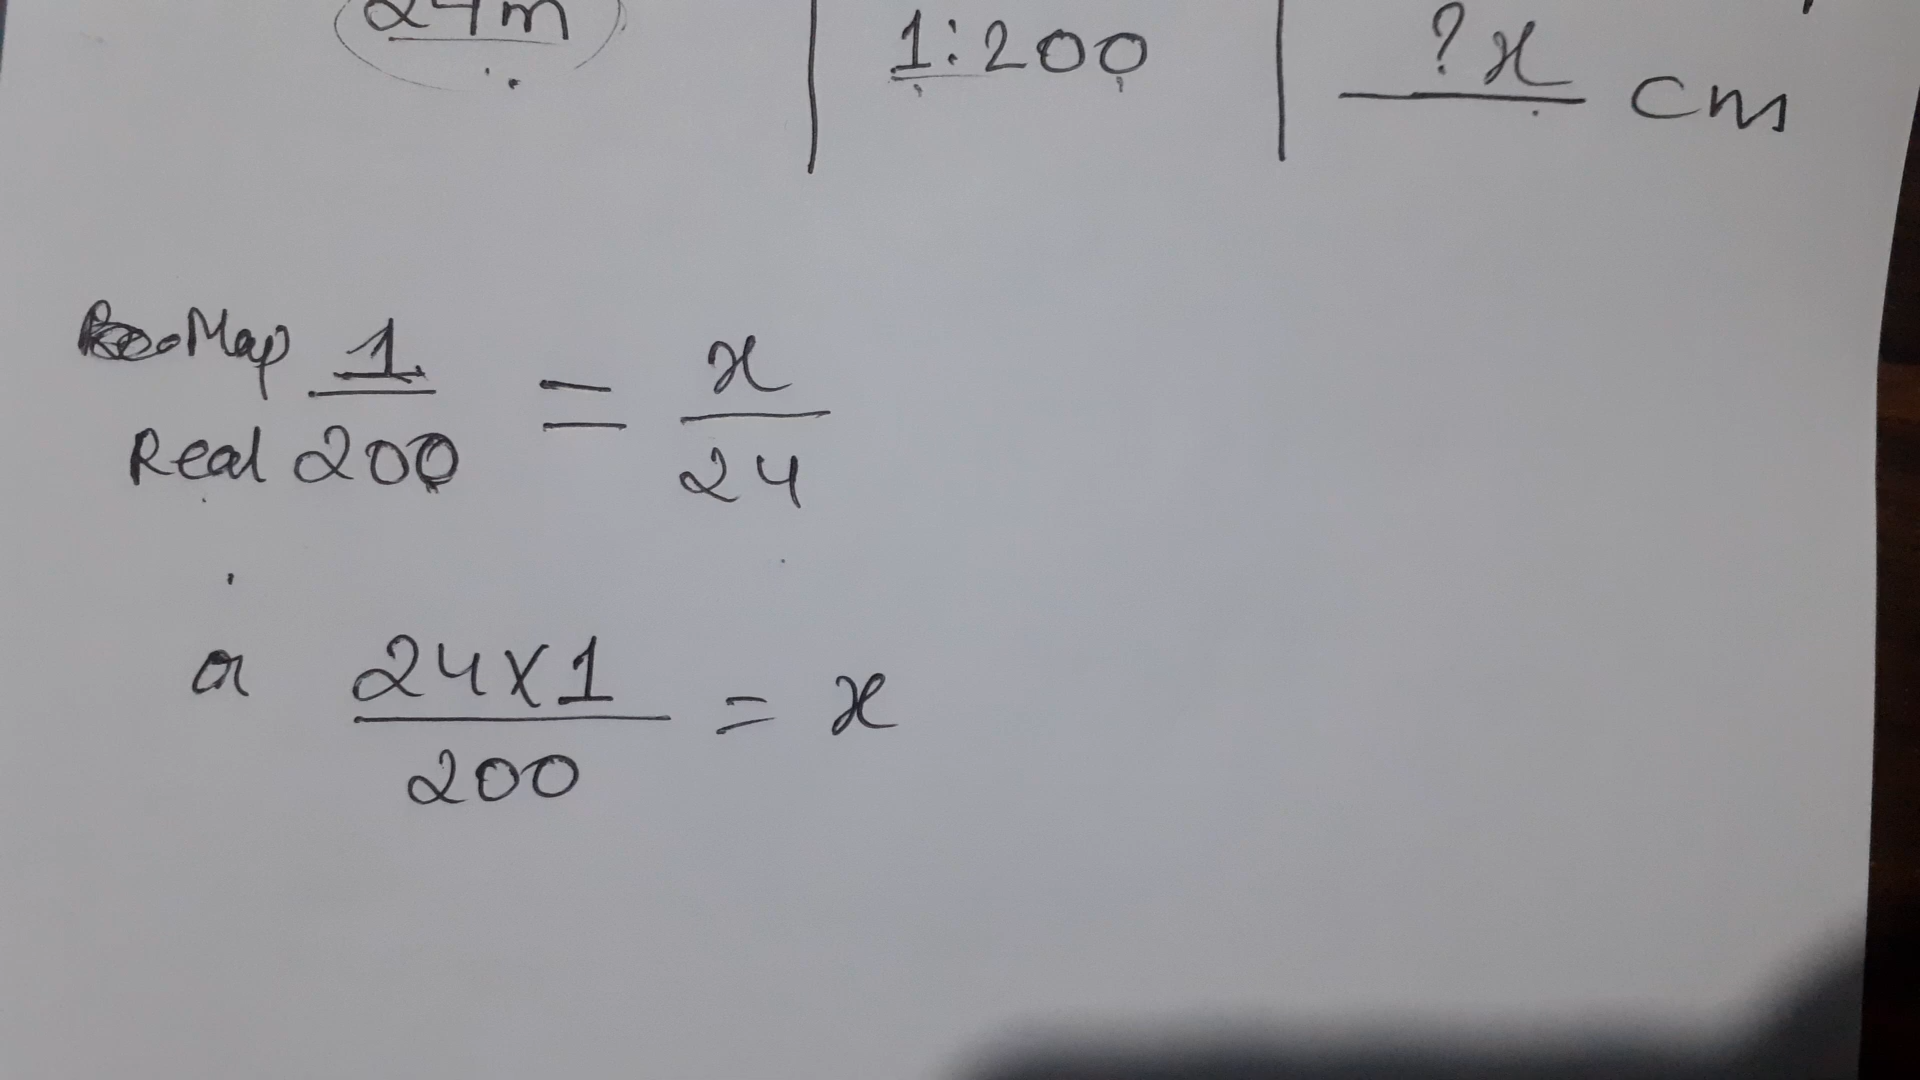 24m 1:200 ?x cm
Map 1 = x
Real 200 24
or 24×1 = x
200